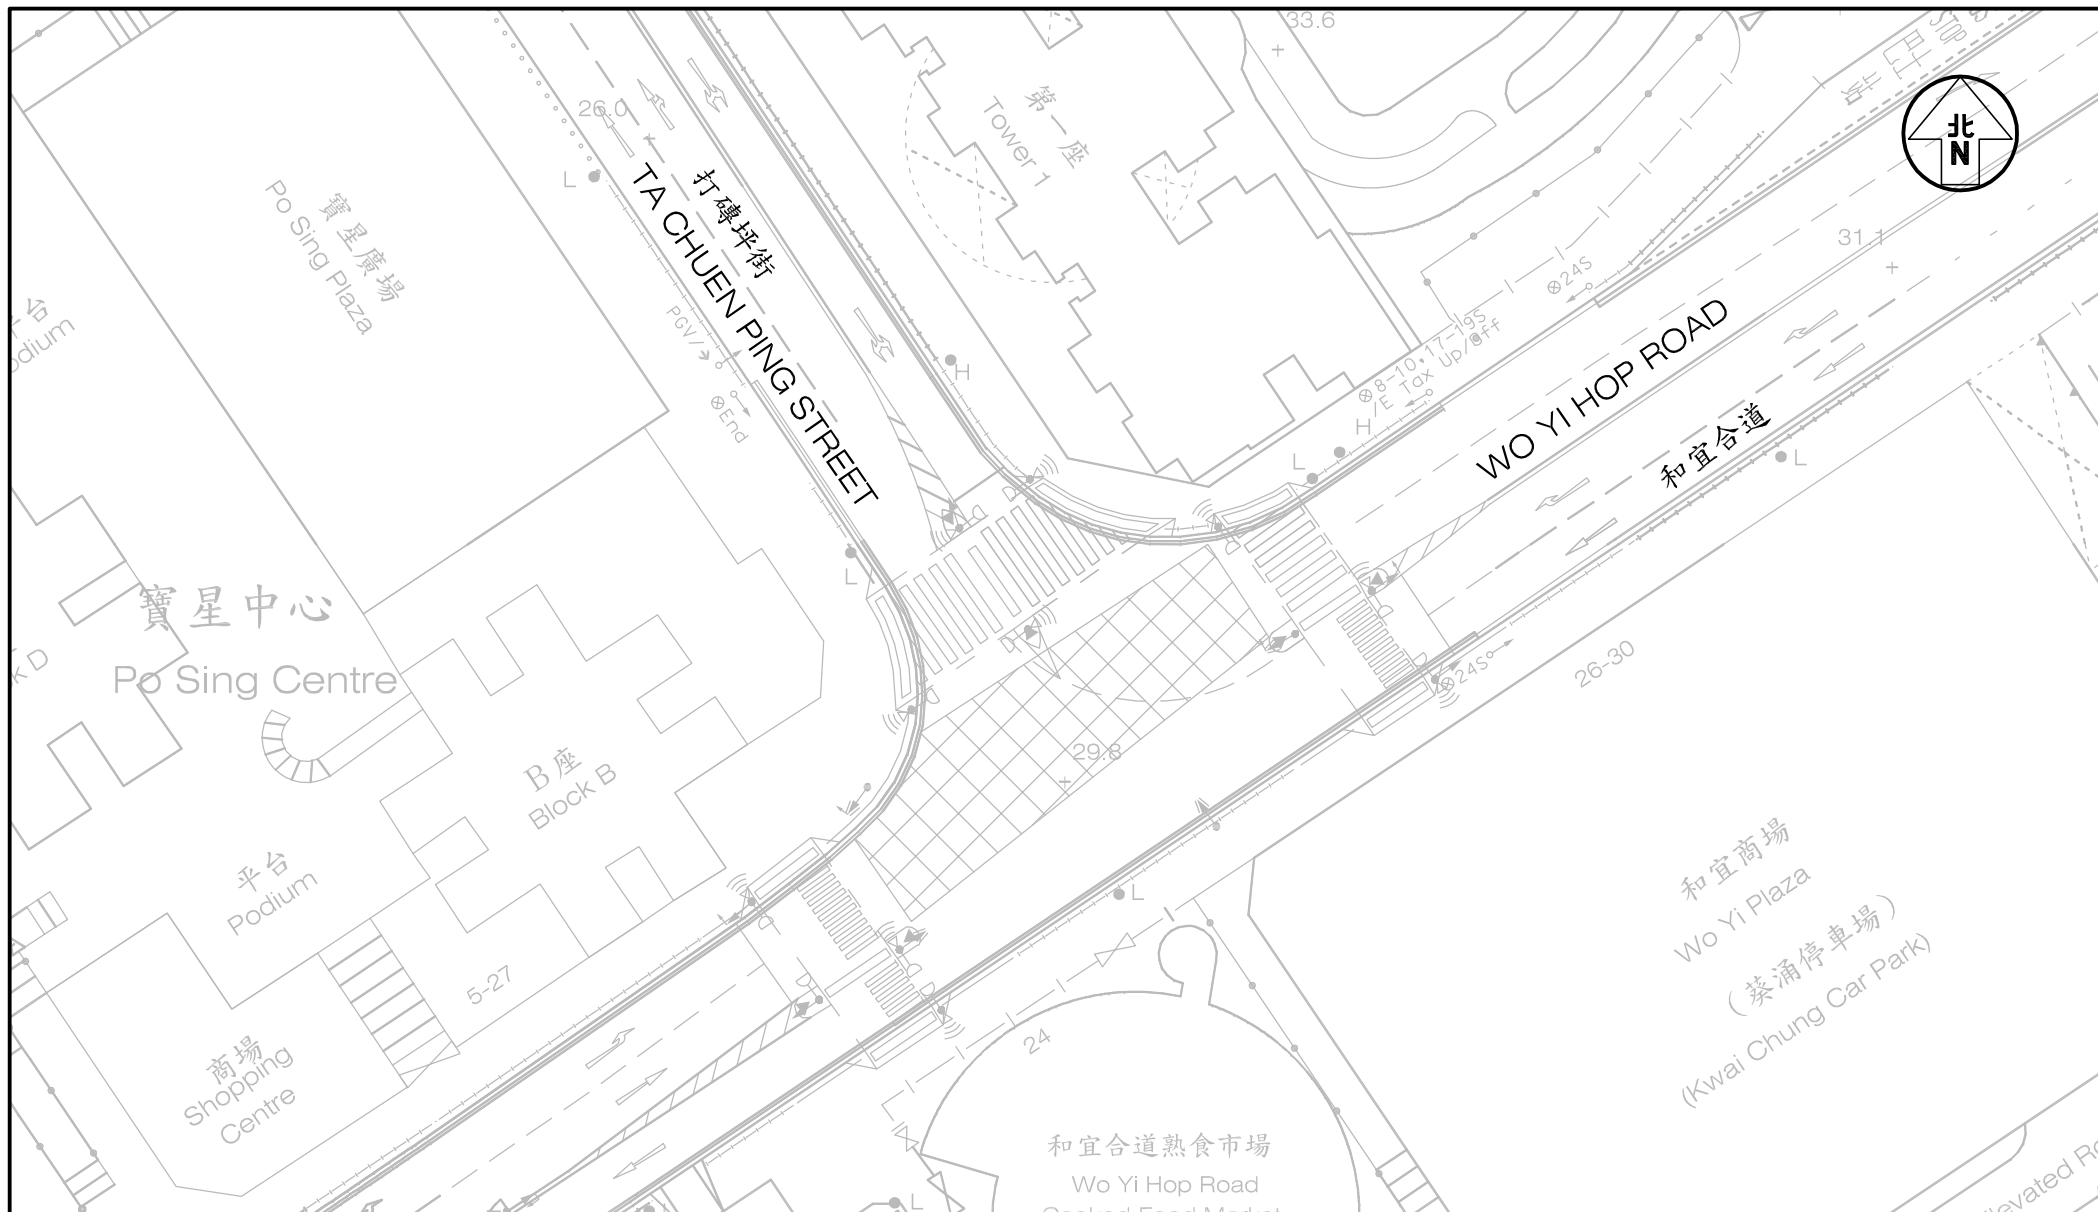 33.6
北
N
26.0
第一座
Tower 1
L
打磚坪街
TA CHUEN PING STREET
寶星廣場
Po Sing Plaza
31.1
⊗24S
台
odium
PGV/
⊗End
H
⊗8-10,17-19S
H/E Tax Up/Off
H
L
WO YI HOP ROAD
和宜合道
L
L
寶星中心
Po Sing Centre
k D
⊗24S
26-30
29.8
B座
Block B
平台
Podium
5-27
L
24
商場
Shopping
Centre
和宜商場
Wo Yi Plaza
(葵涌停車場)
(Kwai Chung Car Park)
和宜合道熟食市場
Wo Yi Hop Road
Cooked Food Market
L
levated R